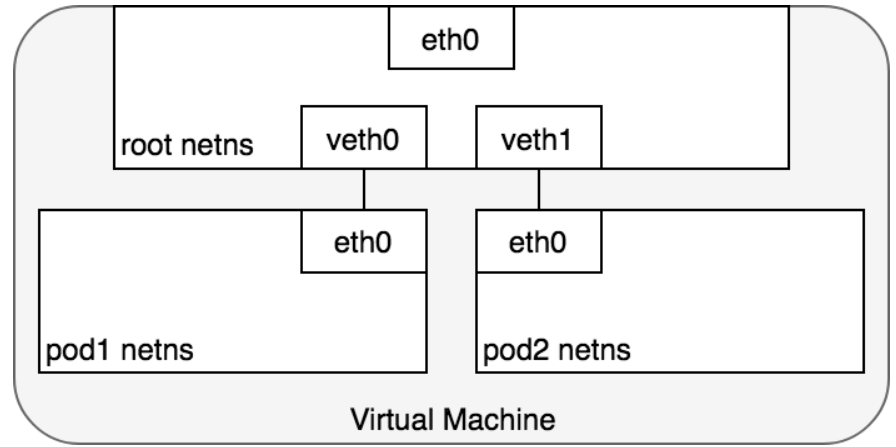 eth0
root netns
veth0
veth1
eth0
eth0
pod1 netns
pod2 netns
Virtual Machine